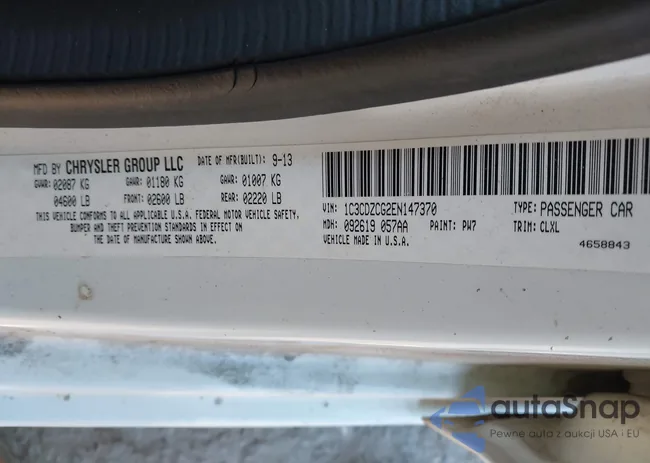 MFD BY CHRYSLER GROUP LLC DATE OF MFR(BUILT): 9-13
GVWR: 02087 KG GAWR: 01180 KG GAWR: 01007 KG
04600 LB FRONT: 02600 LB REAR: 02220 LB
THIS VEHICLE CONFORMS TO ALL APPLICABLE U.S.A. FEDERAL MOTOR VEHICLE SAFETY,
BUMPER AND THEFT PREVENTION STANDARDS IN EFFECT ON
THE DATE OF MANUFACTURE SHOWN ABOVE.
VIN: 1C3CDZCG2EN147370 TYPE: PASSENGER CAR
MDH: 092619 057AA PAINT: PW7 TRIM: CLXL
VEHICLE MADE IN U.S.A. 4658843
autaSnap
Pewne auta z aukcji USA · EU